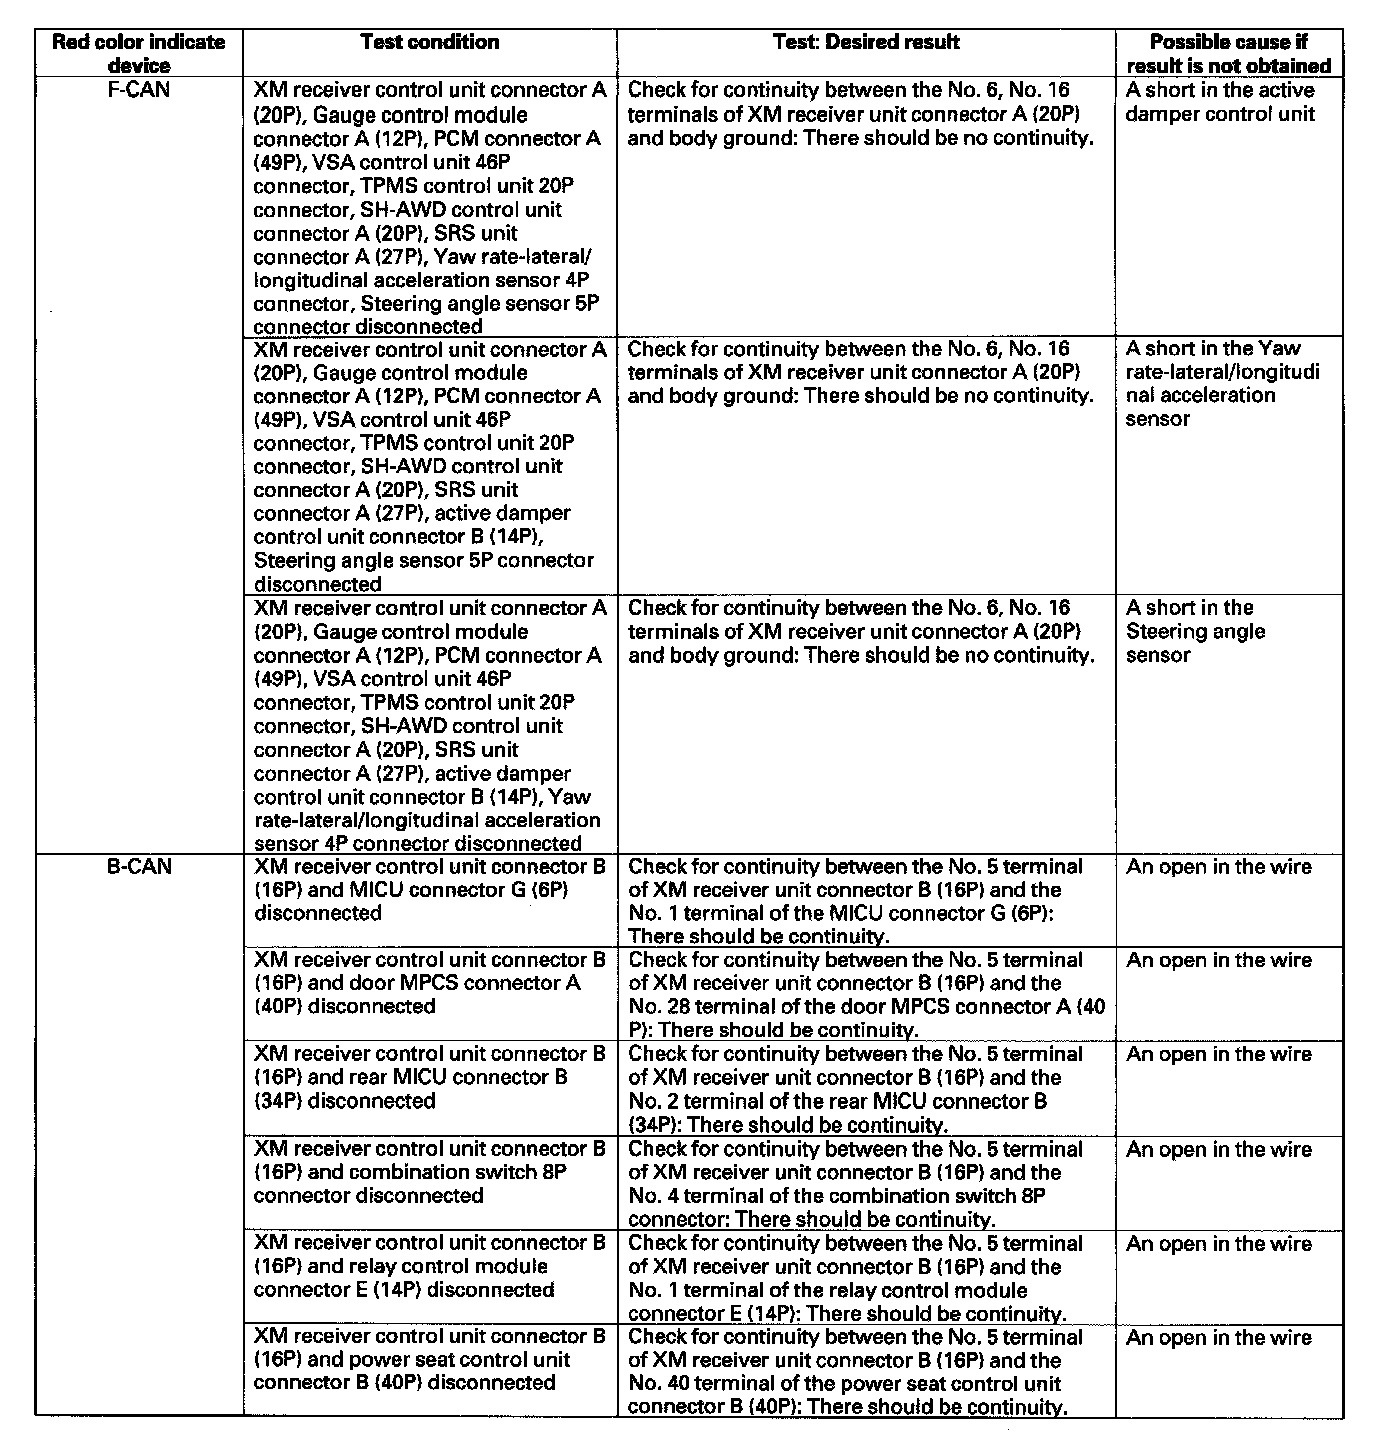 Red color indicate device
Test condition
Test: Desired result
Possible cause if result is not obtained
F-CAN
XM receiver control unit connector A
(20P), Gauge control module
connector A (12P), PCM connector A
(49P), VSA control unit 46P
connector, TPMS control unit 20P
connector, SH-AWD control unit
connector A (20P), SRS unit
connector A (27P), Yaw rate-lateral/
longitudinal acceleration sensor 4P
connector, Steering angle sensor 5P
connector disconnected
Check for continuity between the No. 6, No. 16
terminals of XM receiver unit connector A (20P)
and body ground: There should be no continuity.
A short in the active
damper control unit
XM receiver control unit connector A
(20P), Gauge control module
connector A (12P), PCM connector A
(49P), VSA control unit 46P
connector, TPMS control unit 20P
connector, SH-AWD control unit
connector A (20P), SRS unit
connector A (27P), active damper
control unit connector B (14P),
Steering angle sensor 5P connector
disconnected
Check for continuity between the No. 6, No. 16
terminals of XM receiver unit connector A (20P)
and body ground: There should be no continuity.
A short in the Yaw
rate-lateral/longitudi
nal acceleration
sensor
XM receiver control unit connector A
(20P), Gauge control module
connector A (12P), PCM connector A
(49P), VSA control unit 46P
connector, TPMS control unit 20P
connector, SH-AWD control unit
connector A (20P), SRS unit
connector A (27P), active damper
control unit connector B (14P), Yaw
rate-lateral/longitudinal acceleration
sensor 4P connector disconnected
Check for continuity between the No. 6, No. 16
terminals of XM receiver unit connector A (20P)
and body ground: There should be no continuity.
A short in the
Steering angle
sensor
B-CAN
XM receiver control unit connector B
(16P) and MICU connector G (6P)
disconnected
Check for continuity between the No. 5 terminal
of XM receiver unit connector B (16P) and the
No. 1 terminal of the MICU connector G (6P):
There should be continuity.
An open in the wire
XM receiver control unit connector B
(16P) and door MPCS connector A
(40P) disconnected
Check for continuity between the No. 5 terminal
of XM receiver unit connector B (16P) and the
No. 28 terminal of the door MPCS connector A (40
P): There should be continuity.
An open in the wire
XM receiver control unit connector B
(16P) and rear MICU connector B
(34P) disconnected
Check for continuity between the No. 5 terminal
of XM receiver unit connector B (16P) and the
No. 2 terminal of the rear MICU connector B
(34P): There should be continuity.
An open in the wire
XM receiver control unit connector B
(16P) and combination switch 8P
connector disconnected
Check for continuity between the No. 5 terminal
of XM receiver unit connector B (16P) and the
No. 4 terminal of the combination switch 8P
connector: There should be continuity.
An open in the wire
XM receiver control unit connector B
(16P) and relay control module
connector E (14P) disconnected
Check for continuity between the No. 5 terminal
of XM receiver unit connector B (16P) and the
No. 1 terminal of the relay control module
connector E (14P): There should be continuity.
An open in the wire
XM receiver control unit connector B
(16P) and power seat control unit
connector B (40P) disconnected
Check for continuity between the No. 5 terminal
of XM receiver unit connector B (16P) and the
No. 40 terminal of the power seat control unit
connector B (40P): There should be continuity.
An open in the wire